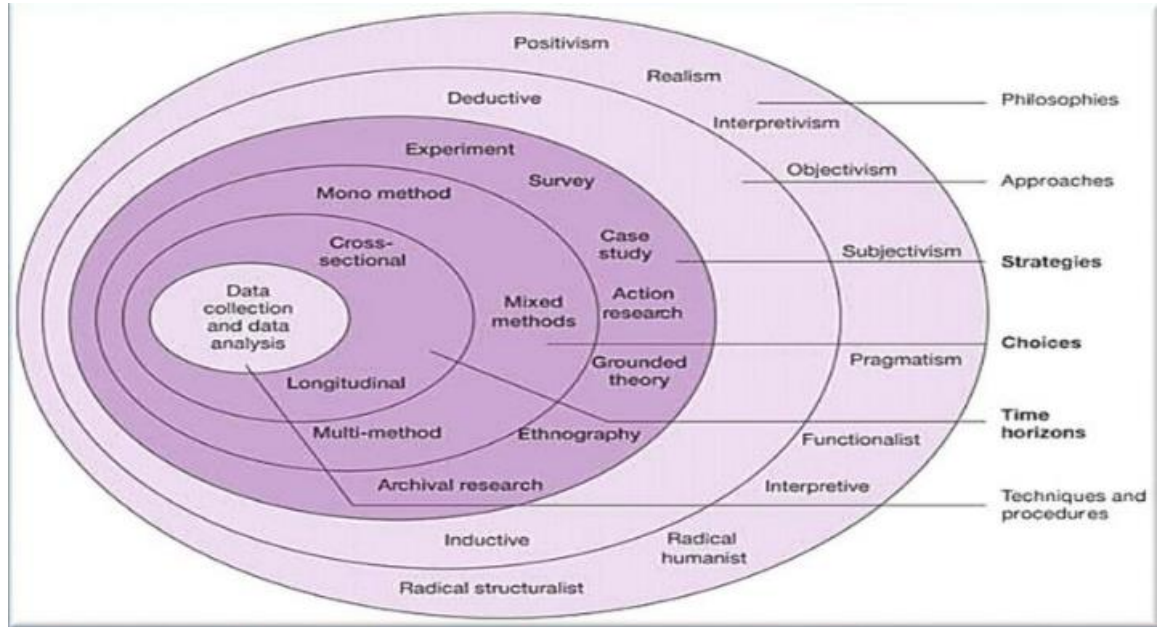 Positivism
Realism
Philosophies
Deductive
Interpretivism
Experiment
Objectivism
Approaches
Survey
Mono method
Case
study
Subjectivism
Strategies
Cross-
sectional
Data
collection
and data
analysis
Mixed
methods
Action
research
Choices
Grounded
theory
Pragmatism
Longitudinal
Time
horizons
Multi-method
Ethnography
Functionalist
Archival research
Interpretive
Techniques and
procedures
Inductive
Radical
humanist
Radical structuralist